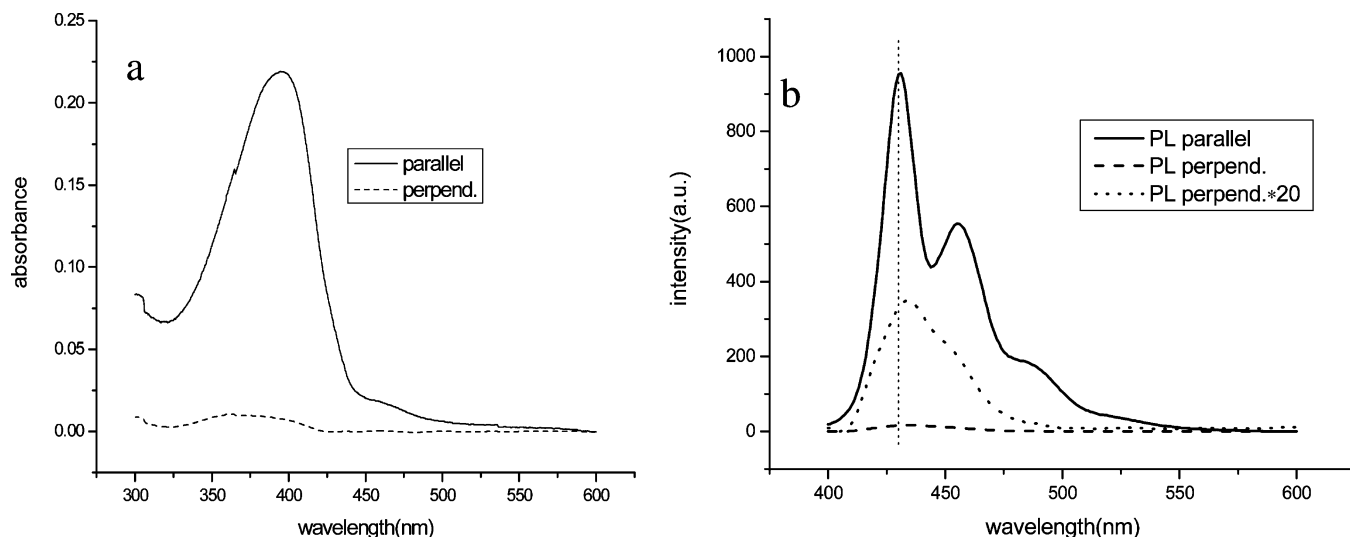 a
0.25
0.20
0.15
0.10
0.05
0.00
absorbance
parallel
perpend.
300 350 400 450 500 550 600
wavelength(nm)
b
1000
800
600
400
200
0
intensity(a.u.)
PL parallel
PL perpend.
PL perpend.*20
400 450 500 550 600
wavelength(nm)